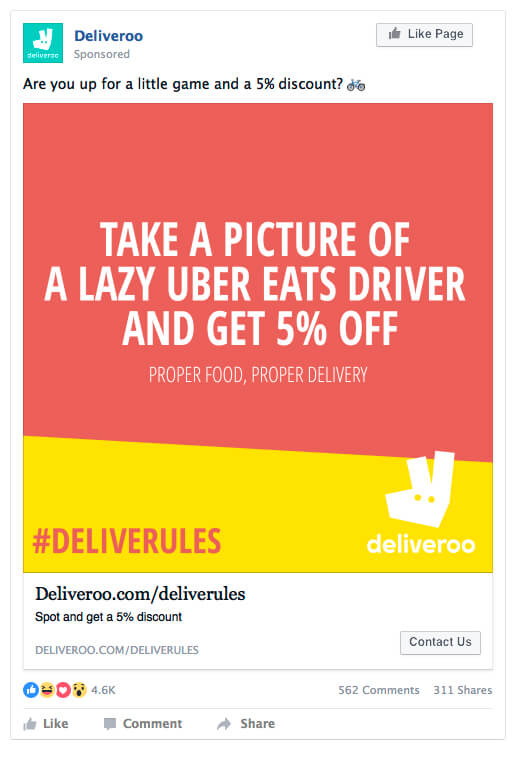 deliveroo
Deliveroo
Sponsored
Like Page
Are you up for a little game and a 5% discount? 🚲
TAKE A PICTURE OF
A LAZY UBER EATS DRIVER
AND GET 5% OFF
PROPER FOOD, PROPER DELIVERY
#DELIVERULES
deliveroo
Deliveroo.com/deliverules
Spot and get a 5% discount
DELIVEROO.COM/DELIVERULES
Contact Us
4.6K
562 Comments 311 Shares
Like Comment Share